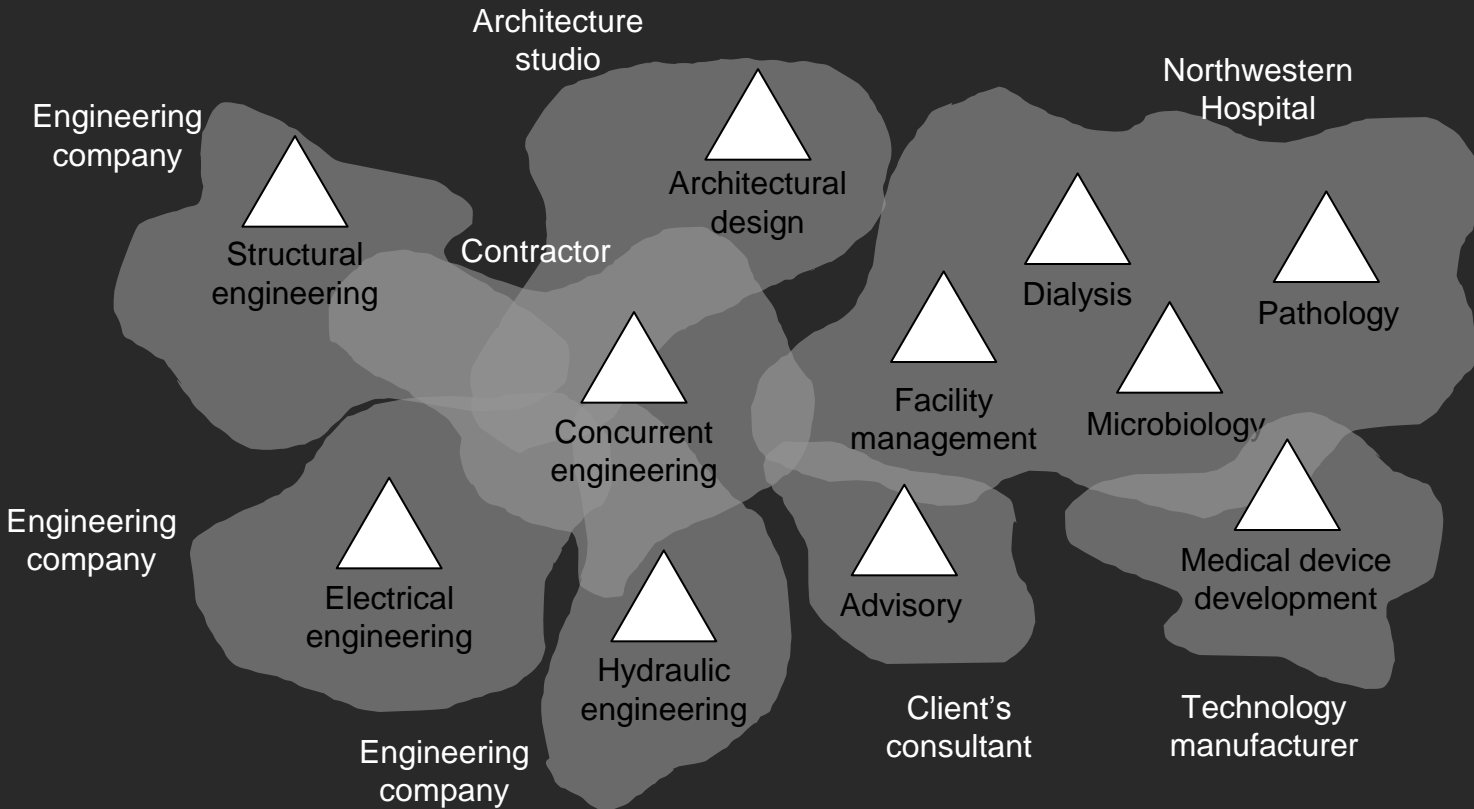 Architecture
studio
Northwestern
Hospital
Engineering
company
Architectural
design
Structural
engineering
Contractor
Dialysis
Pathology
Facility
management
Microbiology
Concurrent
engineering
Engineering
company
Electrical
engineering
Advisory
Medical device
development
Hydraulic
engineering
Engineering
company
Client's
consultant
Technology
manufacturer